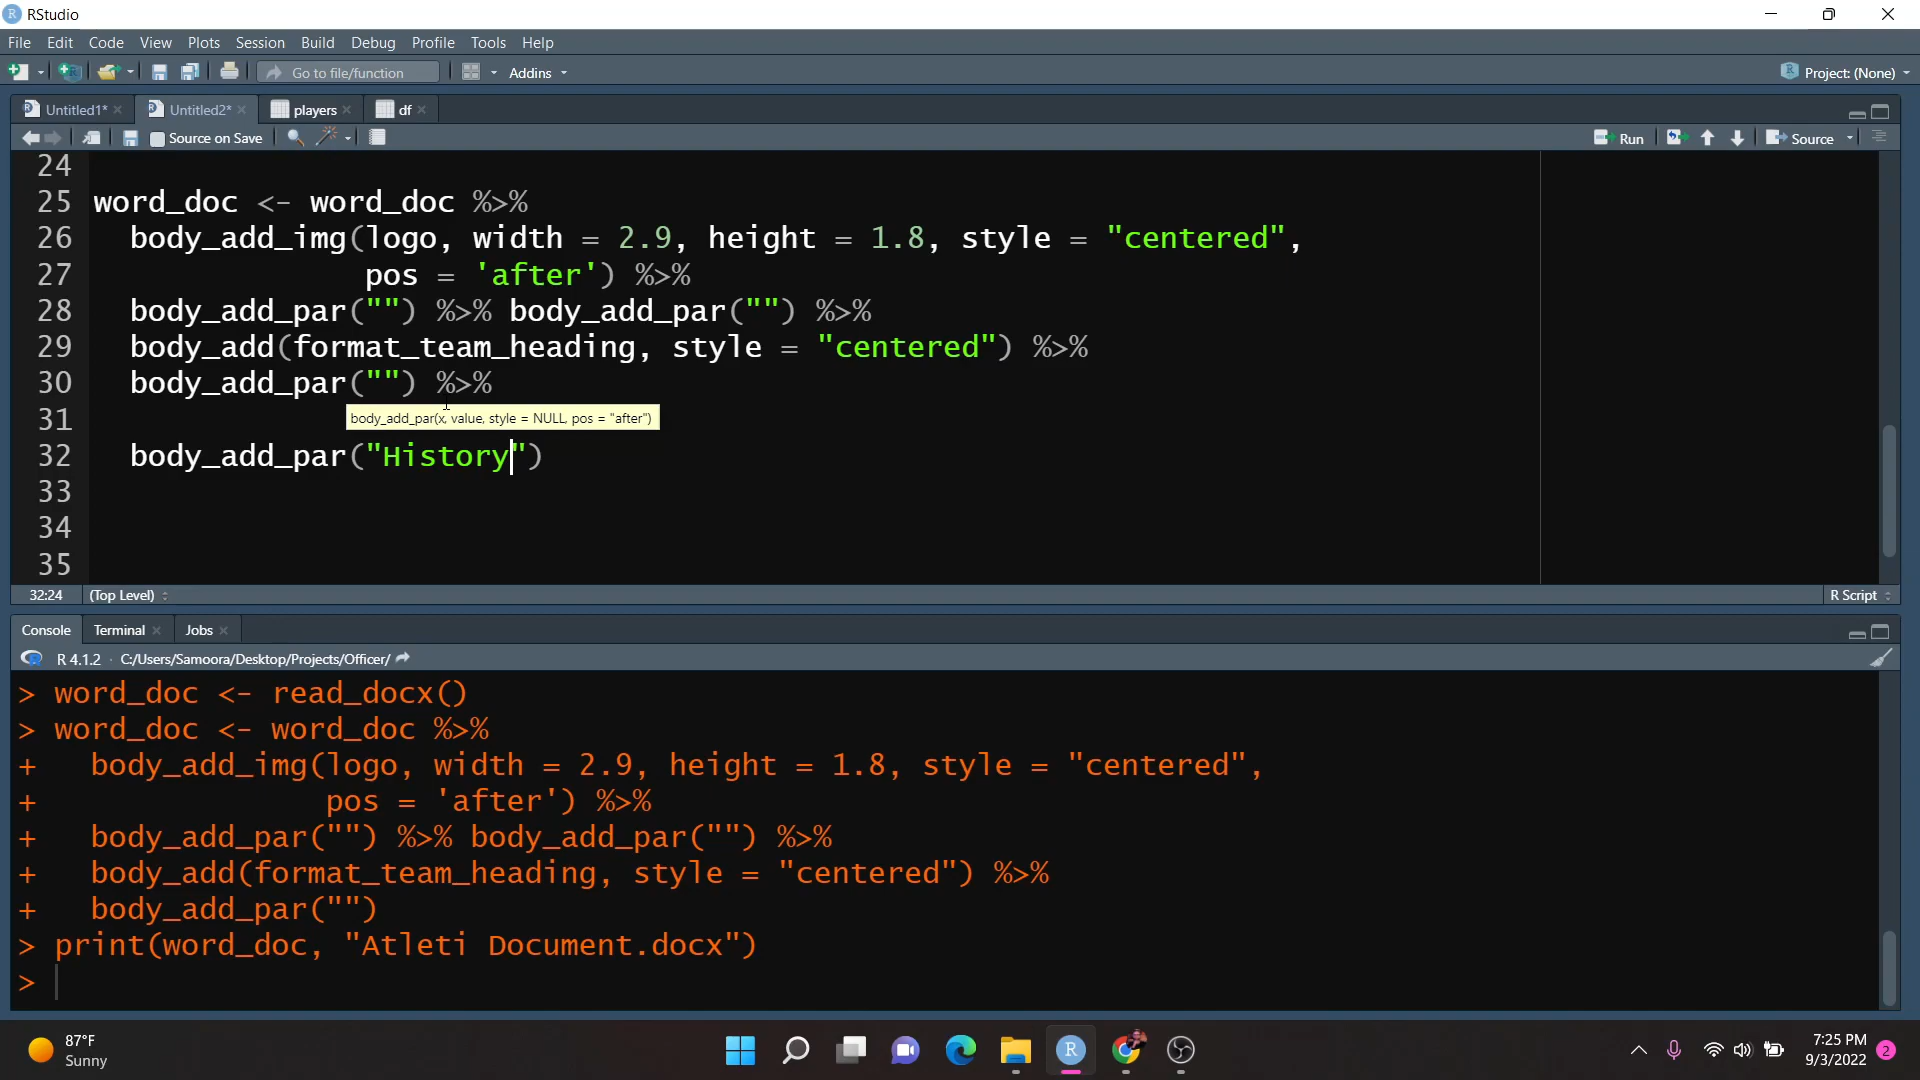 RStudio
File Edit Code View Plots Session Build Debug Profile Tools Help
Go to file/function Addins Project: (None)
Untitled1* Untitled2* players df
Source on Save Run Source
24
25 word_doc <- word_doc %>%
26 body_add_img(logo, width = 2.9, height = 1.8, style = "centered",
27 pos = 'after') %>%
28 body_add_par("") %>% body_add_par("") %>%
29 body_add(format_team_heading, style = "centered") %>%
30 body_add_par("") %>%
31 body_add_par(x, value, style = NULL, pos = "after")
32 body_add_par("History")
33
34
35
32:24 (Top Level) R Script
Console Terminal Jobs
R 4.1.2 · C:/Users/Samoora/Desktop/Projects/Officer/
> word_doc <- read_docx()
> word_doc <- word_doc %>%
+ body_add_img(logo, width = 2.9, height = 1.8, style = "centered",
+ pos = 'after') %>%
+ body_add_par("") %>% body_add_par("") %>%
+ body_add(format_team_heading, style = "centered") %>%
+ body_add_par("")
> print(word_doc, "Atleti Document.docx")
>
87°F
Sunny
7:25 PM
9/3/2022
2